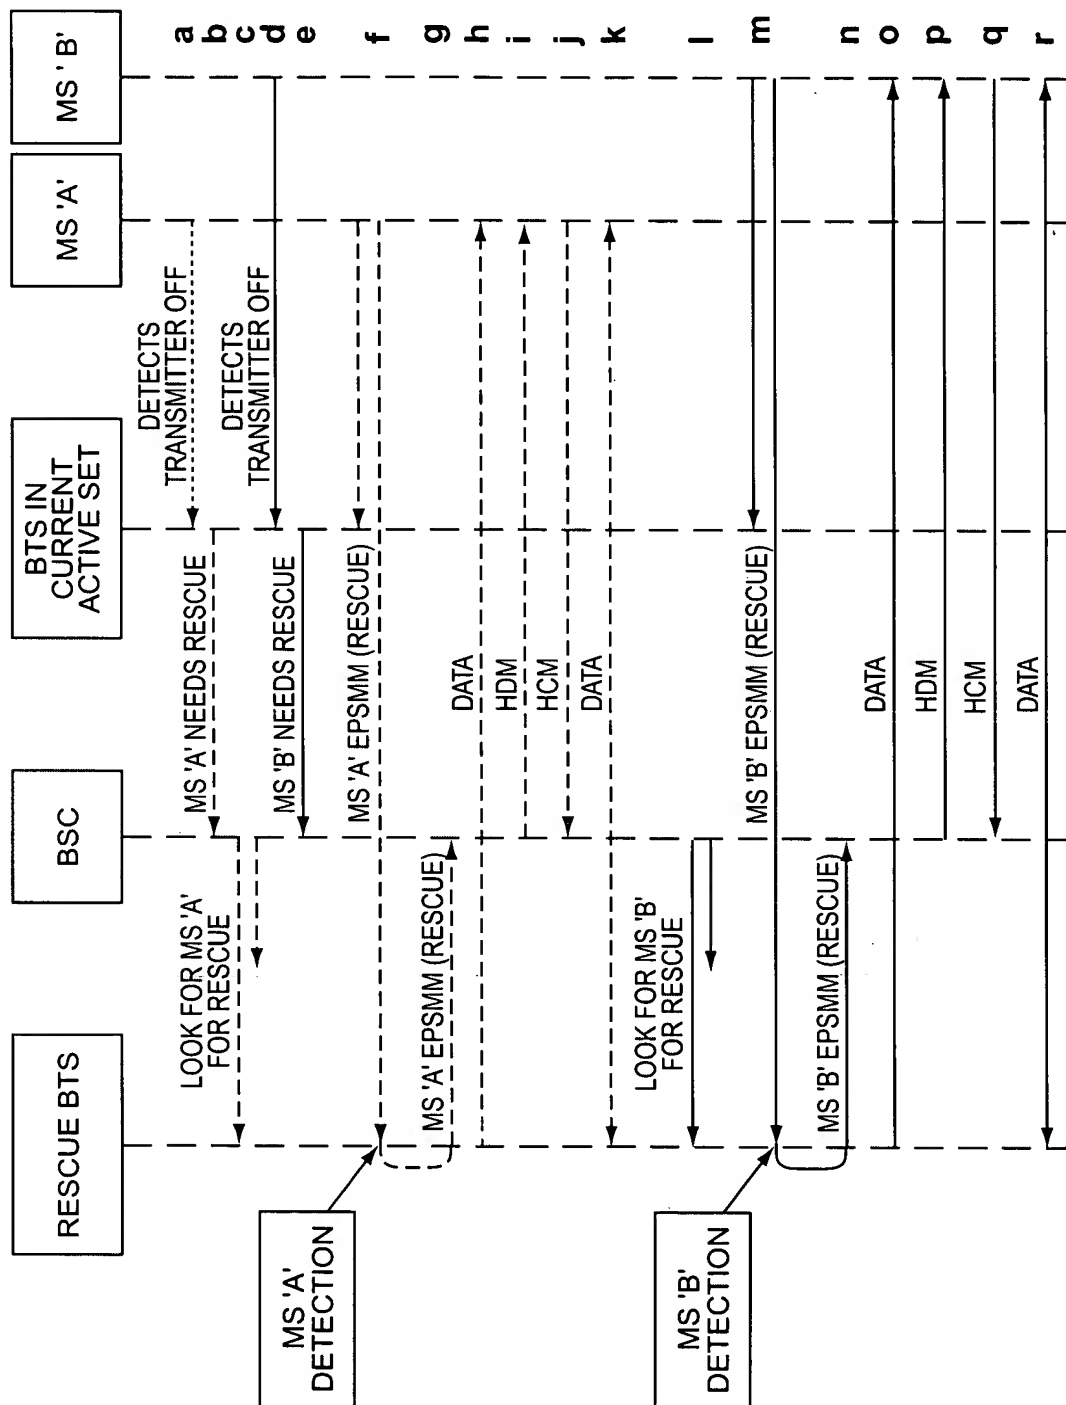 RESCUE BTS
BSC
BTS IN
CURRENT
ACTIVE SET
MS 'A'
MS 'B'
a
b
c
d
e
f
g
h
i
j
k
l
m
n
o
p
q
r
DETECTS
TRANSMITTER OFF
MS 'A' NEEDS RESCUE
LOOK FOR MS 'A'
FOR RESCUE
DETECTS
TRANSMITTER OFF
MS 'B' NEEDS RESCUE
MS 'A' EPSMM (RESCUE)
MS 'A'
DETECTION
MS 'A' EPSMM (RESCUE)
DATA
HDM
HCM
DATA
LOOK FOR MS 'B'
FOR RESCUE
MS 'B' EPSMM (RESCUE)
MS 'B'
DETECTION
MS 'B' EPSMM (RESCUE)
DATA
HDM
HCM
DATA